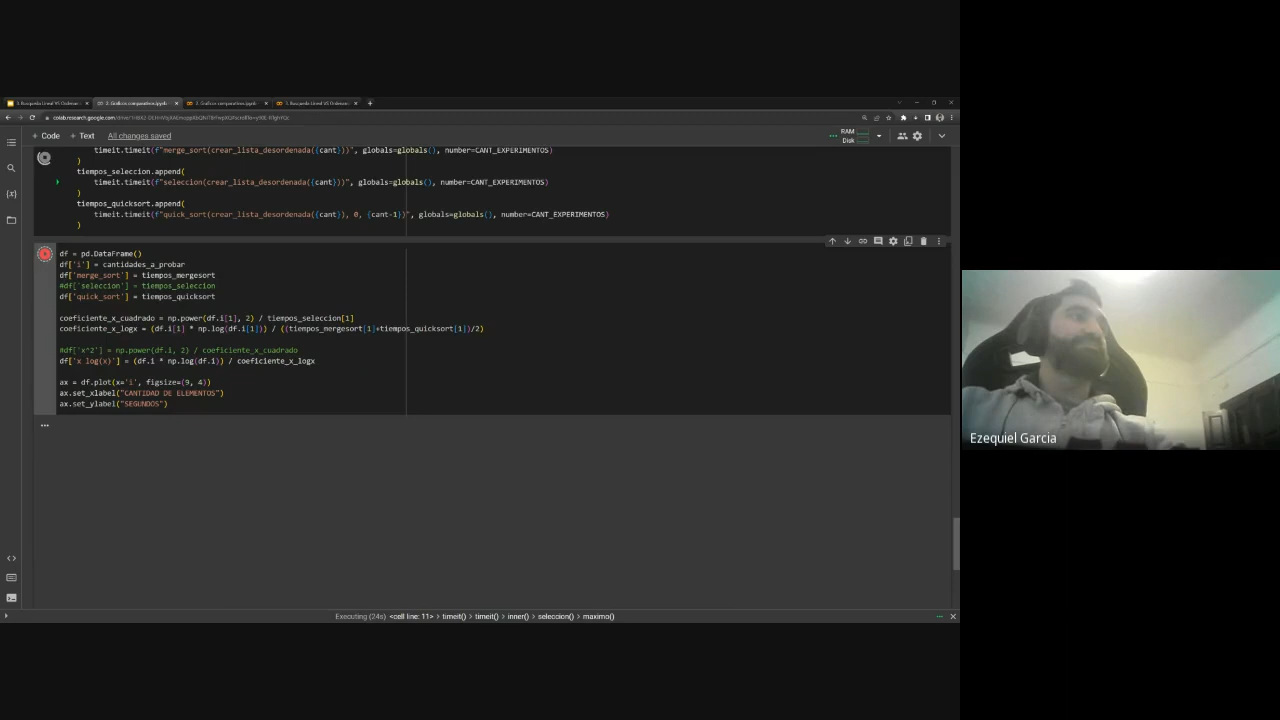 + Code + Text All changes saved
RAM
Disk
timeit.timeit(f"merge_sort(crear_lista_desordenada({cant}))", globals=globals(), number=CANT_EXPERIMENTOS)
)
tiempos_seleccion.append(
timeit.timeit(f"seleccion(crear_lista_desordenada({cant}))", globals=globals(), number=CANT_EXPERIMENTOS)
)
tiempos_quicksort.append(
timeit.timeit(f"quick_sort(crear_lista_desordenada({cant}), 0, {cant-1})", globals=globals(), number=CANT_EXPERIMENTOS)
)
df = pd.DataFrame()
df['i'] = cantidades_a_probar
df['merge_sort'] = tiempos_mergesort
#df['seleccion'] = tiempos_seleccion
df['quick_sort'] = tiempos_quicksort
coeficiente_x_cuadrado = np.power(df.i[1], 2) / tiempos_seleccion[1]
coeficiente_x_logx = (df.i[1] * np.log(df.i[1])) / ((tiempos_mergesort[1]+tiempos_quicksort[1])/2)
#df['x^2'] = np.power(df.i, 2) / coeficiente_x_cuadrado
df['x log(x)'] = (df.i * np.log(df.i)) / coeficiente_x_logx
ax = df.plot(x='i', figsize=(9, 4))
ax.set_xlabel("CANTIDAD DE ELEMENTOS")
ax.set_ylabel("SEGUNDOS")
Ezequiel Garcia
Executing (24s) <cell line: 11> > timeit() > timeit() > inner() > seleccion() > maximo()